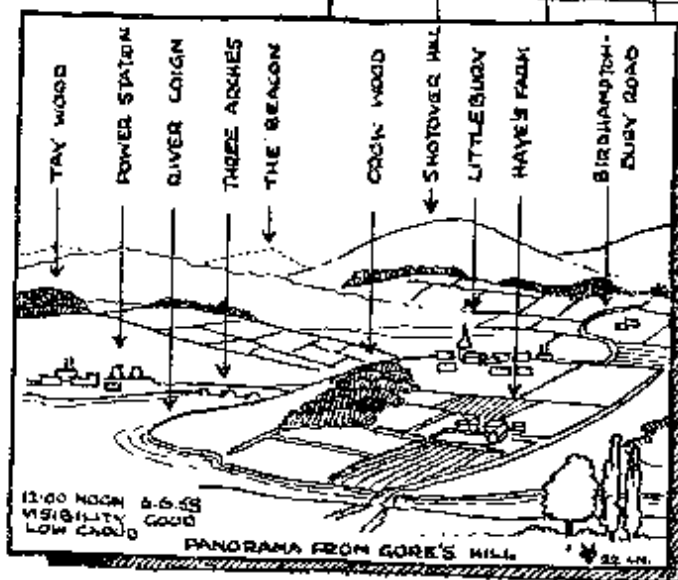 TAY WOOD
POWER STATION
RIVER COIGN
THREE ARCHES
THE BEACON
CROW WOOD
SHOTOVER HILL
LITTLEBURY
HAYE'S FARM
BIRDHAMPTON-
BURY ROAD
12:00 NOON 6-6-59
VISIBILITY GOOD
LOW CLOUD
PANORAMA FROM GORE'S HILL